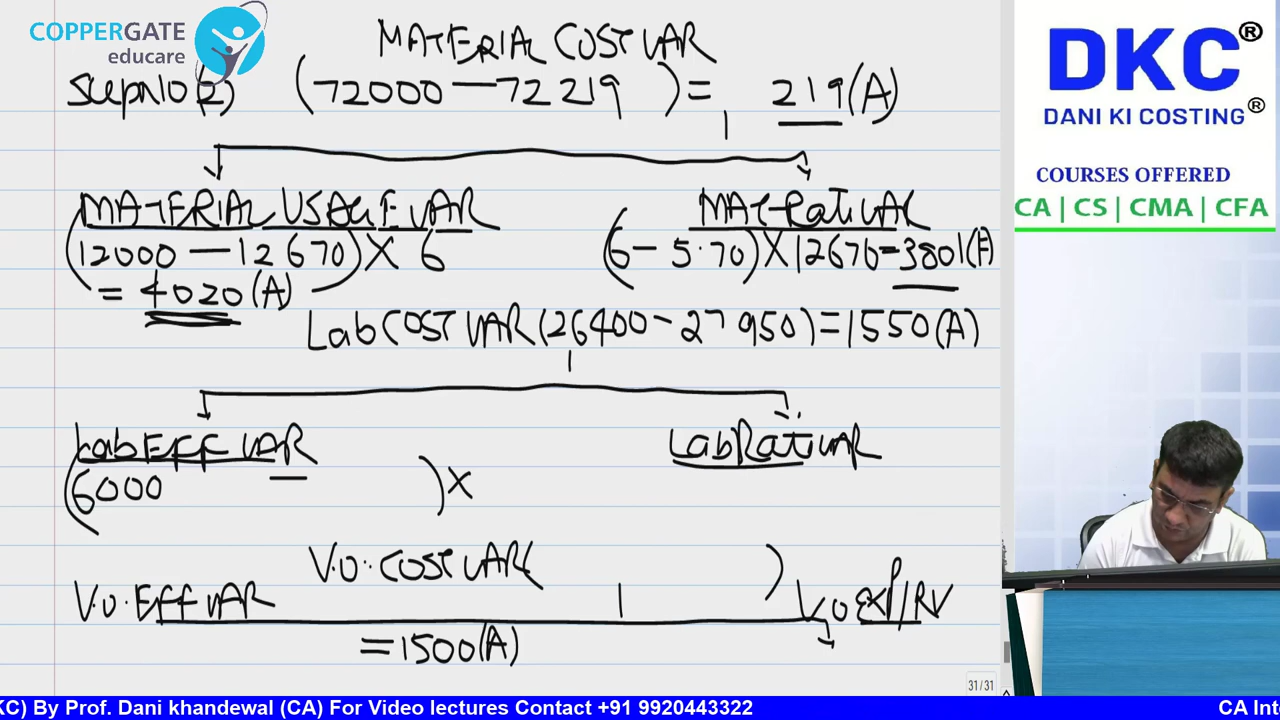 COPPERGATE
educare
MATERIAL COST VAR
Step no (2) (72000 — 72219) = 219 (A)
MATERIAL USAGE VAR
MAT Rate VAR
(12000 — 12670) X 6
(6 — 5.70) X 12670 = 3801 (F)
= 4020 (A)
Lab COST VAR (26400 — 27950) = 1550 (A)
Lab EFF VAR
Lab Rate VAR
(6000 ) X
V.O. COST VAR
V.O. EFF VAR
V.O exp/RV
= 1500 (A)
31/31
DKC®
DANI KI COSTING®
COURSES OFFERED
CA | CS | CMA | CFA
KC) By Prof. Dani khandewal (CA) For Video lectures Contact +91 9920443322 CA Int